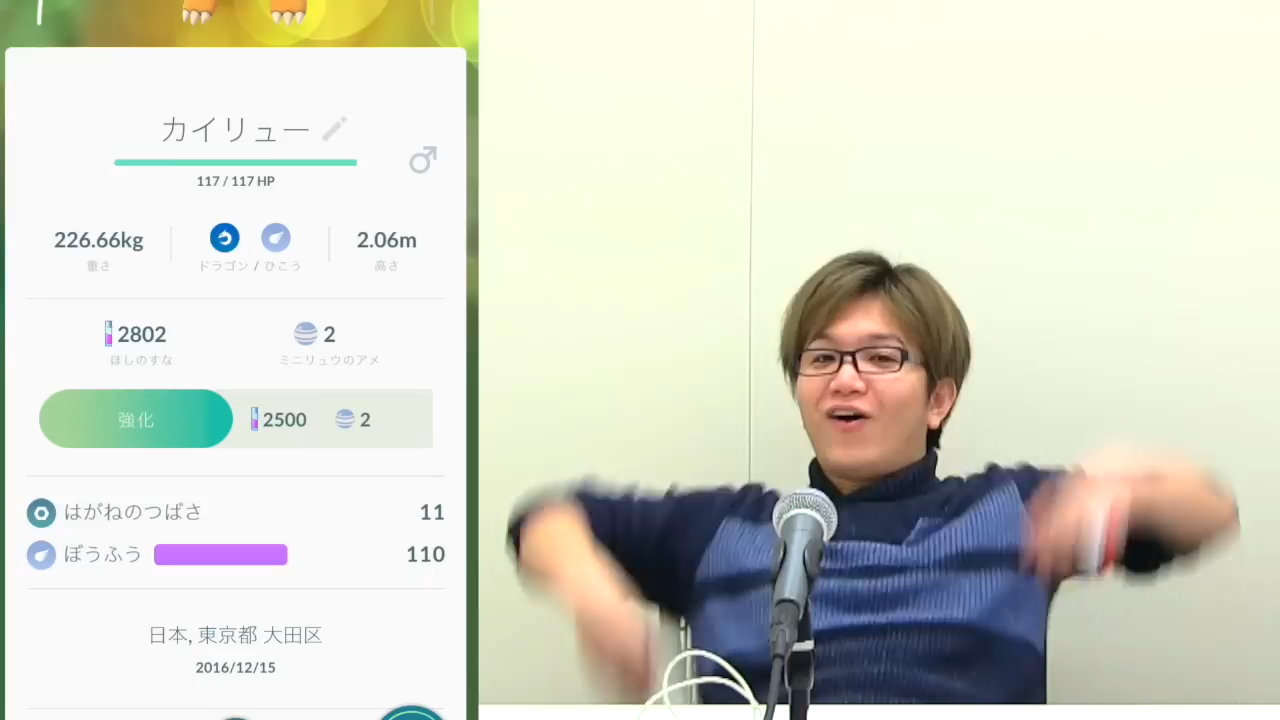 カイリュー
117 / 117 HP
226.66kg
重さ
ドラゴン / ひこう
2.06m
高さ
2802
ほしのすな
2
ミニリュウのアメ
強化
2500
2
はがねのつばさ
11
ぼうふう
110
日本, 東京都 大田区
2016/12/15